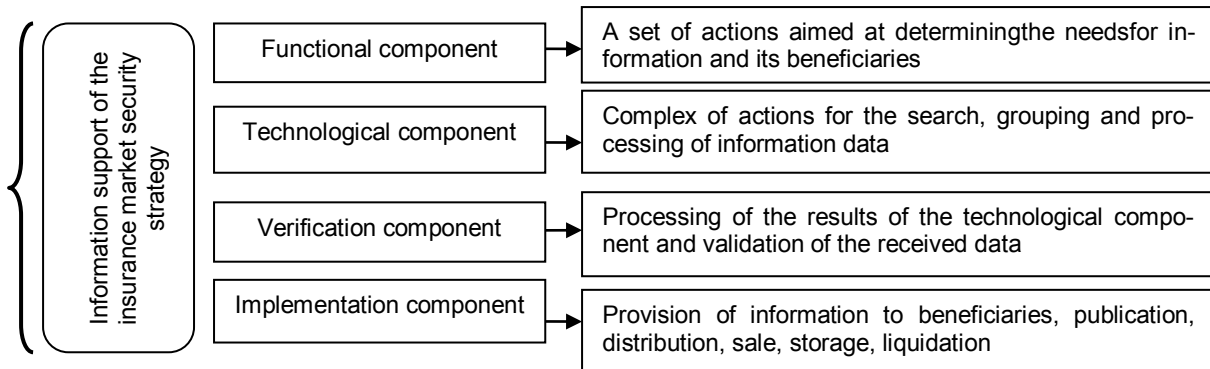 Information support of the
insurance market security
strategy
Functional component
A set of actions aimed at determiningthe needsfor in-
formation and its beneficiaries
Technological component
Complex of actions for the search, grouping and pro-
cessing of information data
Verification component
Processing of the results of the technological compo-
nent and validation of the received data
Implementation component
Provision of information to beneficiaries, publication,
distribution, sale, storage, liquidation